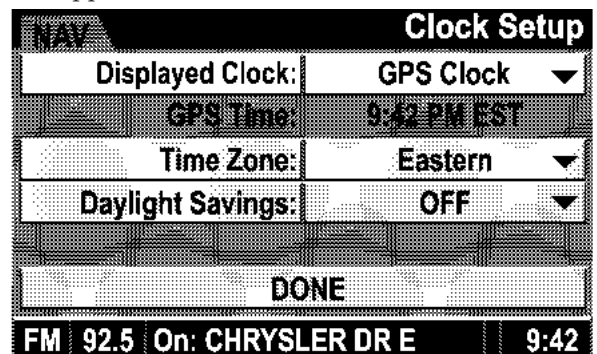 NAV
Clock Setup
Displayed Clock: GPS Clock
GPS Time: 9:42 PM EST
Time Zone: Eastern
Daylight Savings: OFF
DONE
FM 92.5 On: CHRYSLER DR E 9:42